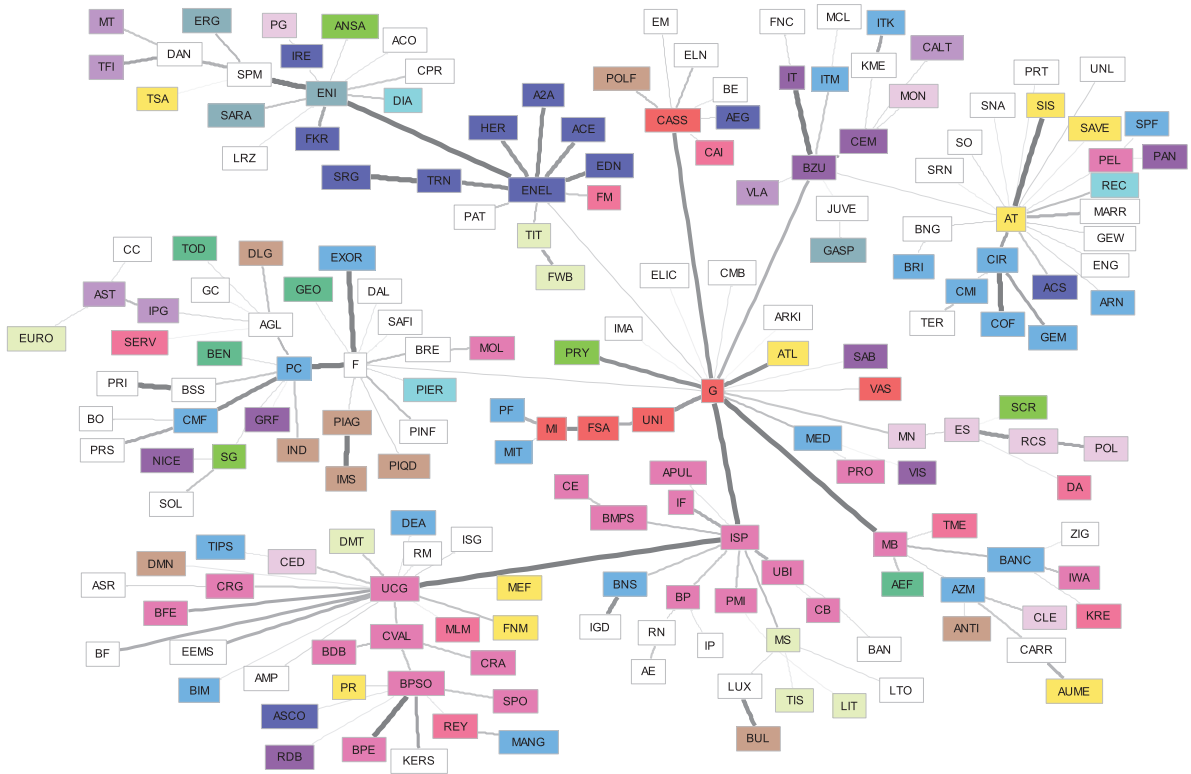 MT
ERG
PG
ANSA
EM
FNC
MCL
ITK
DAN
IRE
ACO
ELN
CALT
TFI
SPM
CPR
POLF
IT
ITM
KME
PRT
UNL
TSA
ENI
DIA
A2A
BE
MON
SNA
SIS
SARA
HER
ACE
CASS
AEG
CEM
SO
SAVE
SPF
FKR
EDN
CAI
BZU
SRN
PEL
PAN
LRZ
SRG
TRN
ENEL
FM
VLA
REC
PAT
JUVE
AT
MARR
TIT
BNG
GEW
CC
TOD
DLG
EXOR
FWB
ELIC
CMB
GASP
BRI
CIR
ENG
AST
GC
GEO
DAL
CMI
ACS
ARN
IPG
AGL
SAFI
IMA
ARKI
TER
COF
GEM
EURO
SERV
BEN
BRE
MOL
PRY
ATL
SAB
PRI
BSS
PC
F
PIER
G
VAS
BO
CMF
GRF
PIAG
PINF
PF
MI
FSA
UNI
MED
MN
ES
SCR
PRS
IND
MIT
RCS
POL
NICE
SG
IMS
PIQD
APUL
PRO
VIS
SOL
CE
IF
DA
DEA
BMPS
TME
ZIG
DMT
ISG
ISP
MB
TIPS
RM
BANC
DMN
CED
UBI
IWA
ASR
CRG
UCG
MEF
BNS
AEF
AZM
BFE
BP
PMI
CB
CLE
KRE
FNM
IGD
ANTI
MLM
RN
BF
EEMS
BDB
CVAL
IP
MS
BAN
CARR
CRA
AE
BIM
AMP
PR
BPSO
SPO
LUX
TIS
LIT
LTO
AUME
ASCO
REY
RDB
BPE
KERS
MANG
BUL